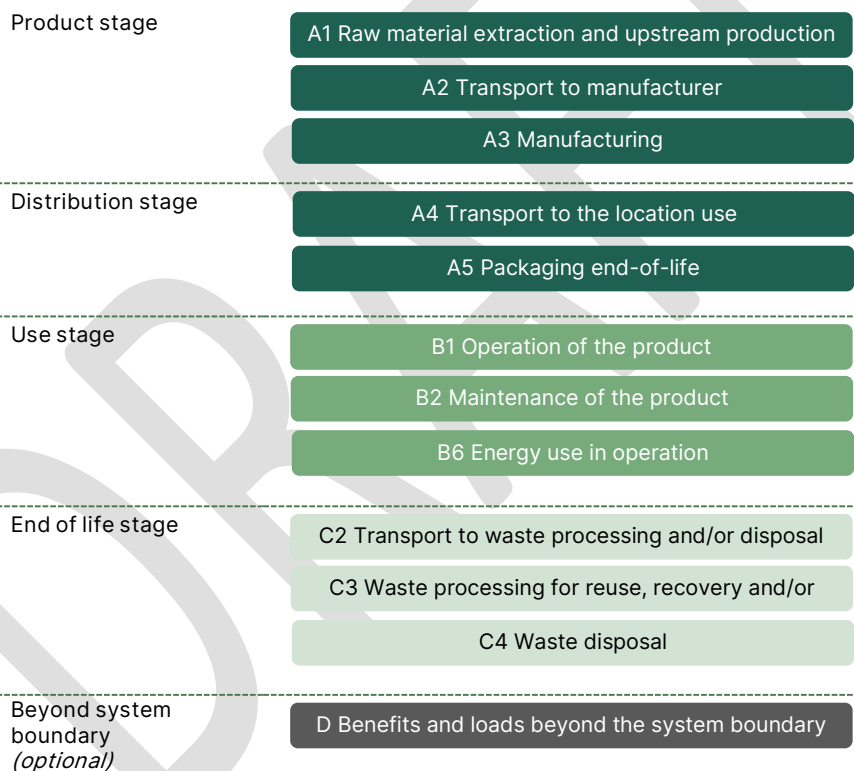 Product stage
A1 Raw material extraction and upstream production
A2 Transport to manufacturer
A3 Manufacturing
Distribution stage
A4 Transport to the location use
A5 Packaging end-of-life
Use stage
B1 Operation of the product
B2 Maintenance of the product
B6 Energy use in operation
End of life stage
C2 Transport to waste processing and/or disposal
C3 Waste processing for reuse, recovery and/or
C4 Waste disposal
Beyond system
boundary
(optional)
D Benefits and loads beyond the system boundary
DRA